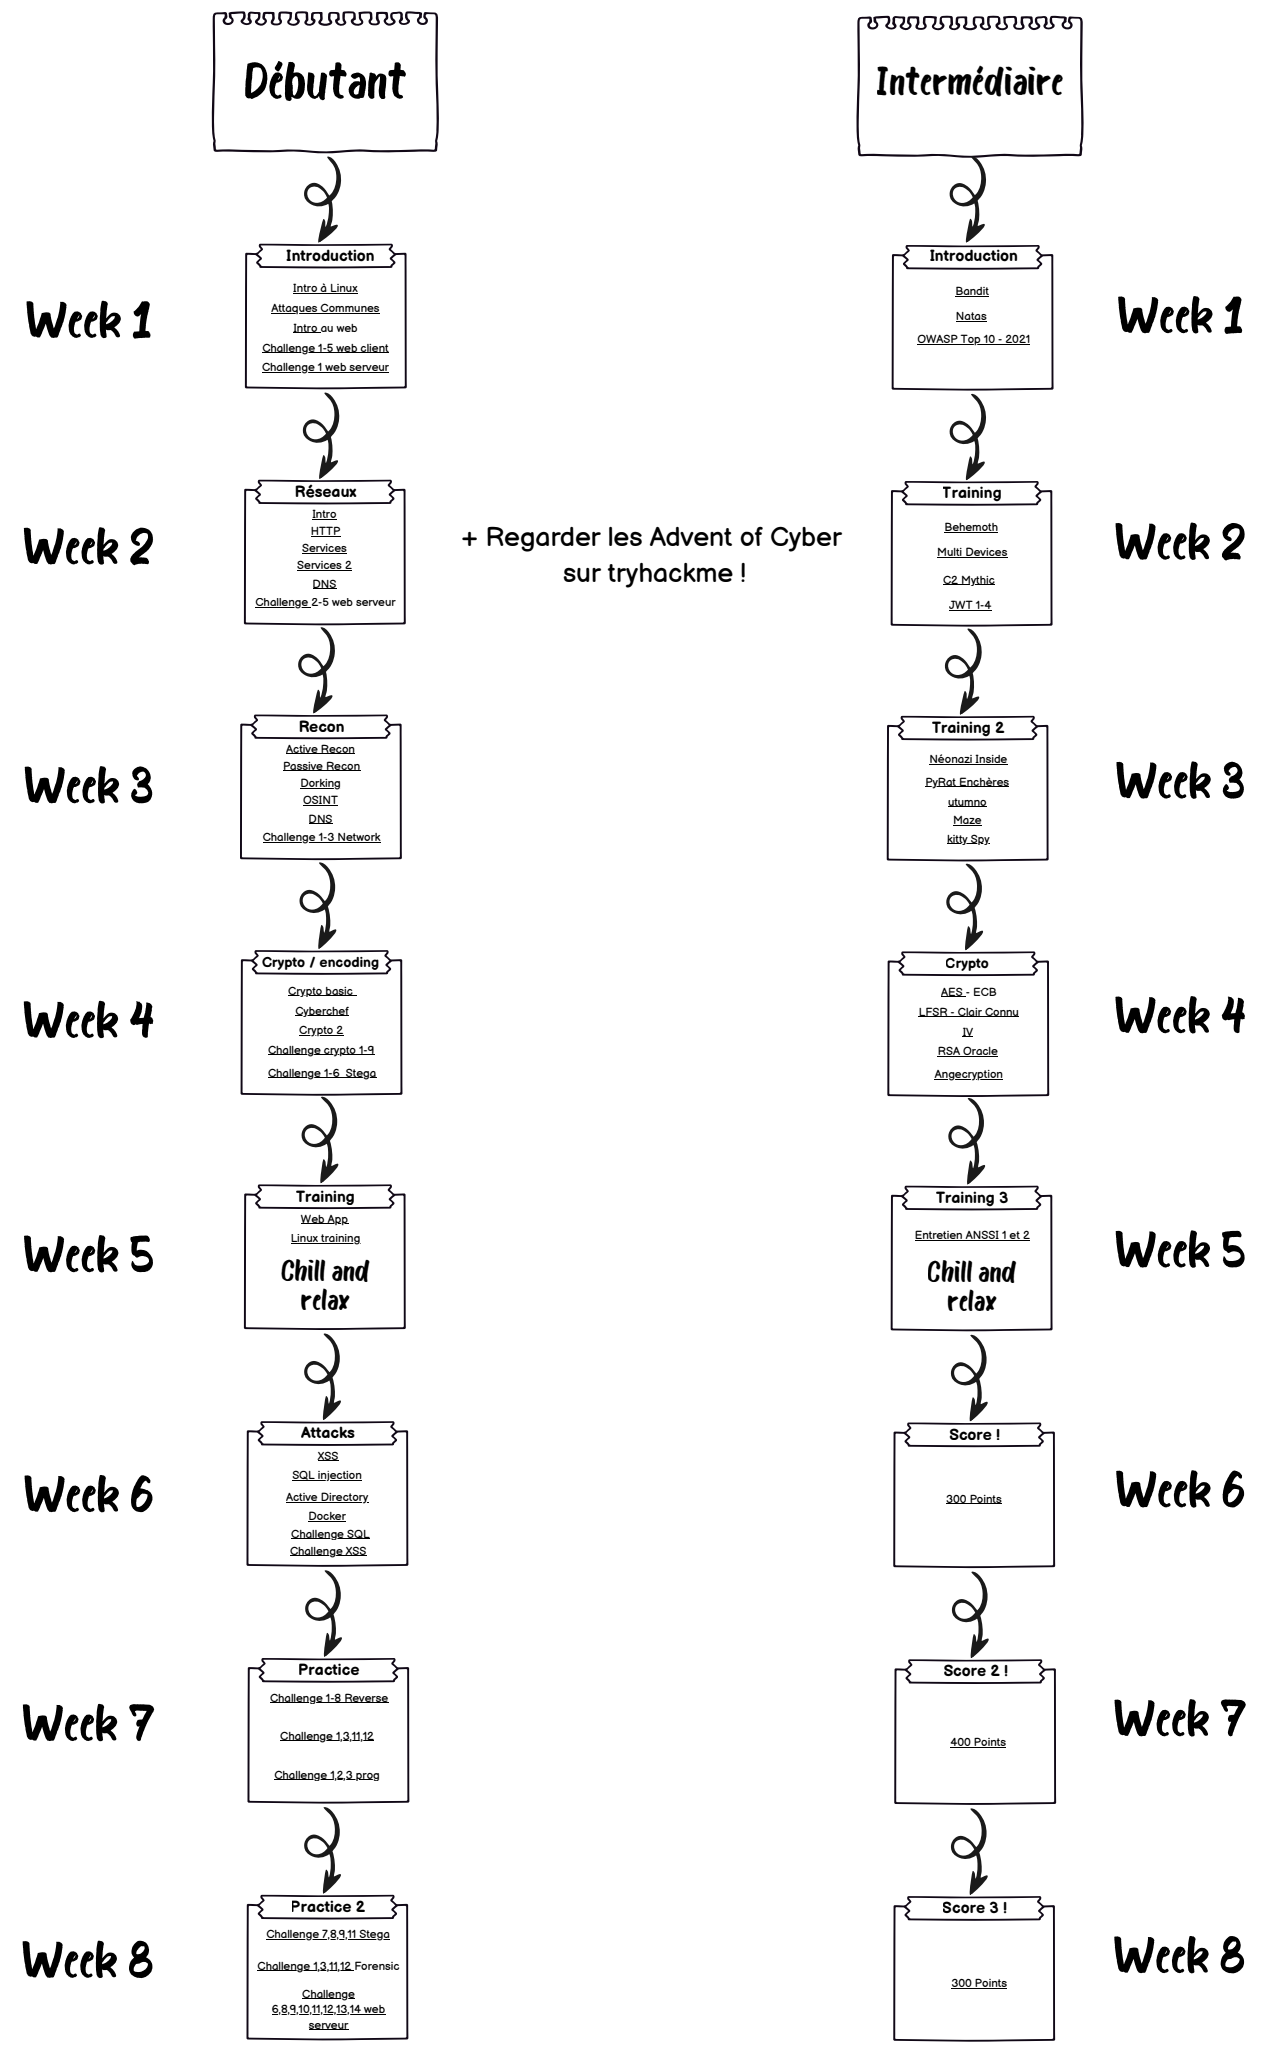 Débutant
Intermédiaire
Week 1
Introduction
Intro à Linux
Attaques Communes
Intro au web
Challenge 1-5 web client
Challenge 1 web serveur
Introduction
Bandit
Natas
OWASP Top 10 - 2021
Week 1
Week 2
Réseaux
Intro
HTTP
Services
Services 2
DNS
Challenge 2-5 web serveur
+ Regarder les Advent of Cyber
sur tryhackme !
Training
Behemoth
Multi Devices
C2 Mythic
JWT 1-4
Week 2
Week 3
Recon
Active Recon
Passive Recon
Dorking
OSINT
DNS
Challenge 1-3 Network
Training 2
Néonazi Inside
PyRat Enchères
utumno
Maze
kitty Spy
Week 3
Week 4
Crypto / encoding
Crypto basic
Cyberchef
Crypto 2
Challenge crypto 1-9
Challenge 1-6 Stega
Crypto
AES - ECB
LFSR - Clair Connu
IV
RSA Oracle
Angecryption
Week 4
Week 5
Training
Web App
Linux training
Chill and
relax
Training 3
Entretien ANSSI 1 et 2
Chill and
relax
Week 5
Week 6
Attacks
XSS
SQL injection
Active Directory
Docker
Challenge SQL
Challenge XSS
Score !
300 Points
Week 6
Week 7
Practice
Challenge 1-8 Reverse
Challenge 1,3,11,12
Challenge 1,2,3 prog
Score 2 !
400 Points
Week 7
Week 8
Practice 2
Challenge 7,8,9,11 Stega
Challenge 1,3,11,12 Forensic
Challenge
6,8,9,10,11,12,13,14 web
serveur
Score 3 !
300 Points
Week 8